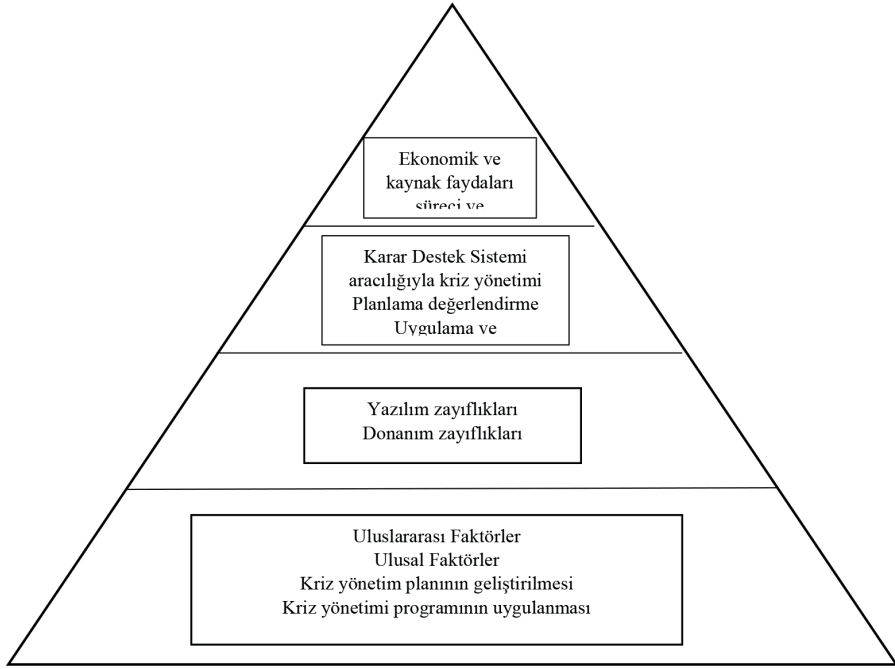 Ekonomik ve
kaynak faydaları
süreci ve
Karar Destek Sistemi
aracılığıyla kriz yönetimi
Planlama değerlendirme
Uygulama ve
Yazılım zayıflıkları
Donanım zayıflıkları
Uluslararası Faktörler
Ulusal Faktörler
Kriz yönetim planının geliştirilmesi
Kriz yönetimi programının uygulanması